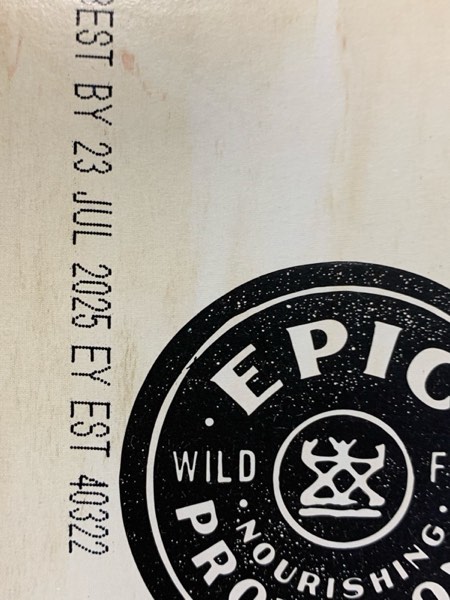 BEST BY 23 JUL 2025 EY EST 40322
EPIC
WILD
NOURISHING